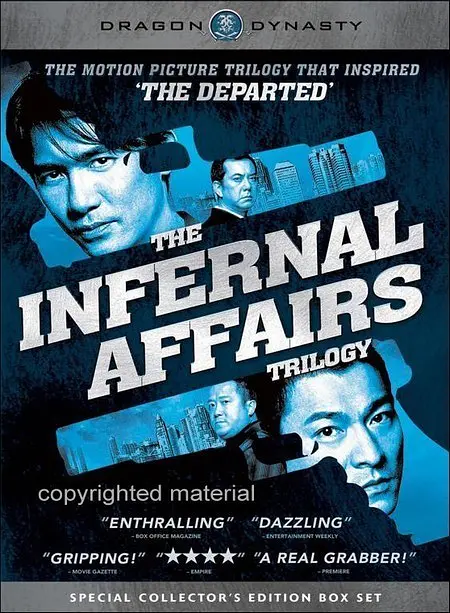 DRAGON DYNASTY
THE MOTION PICTURE TRILOGY THAT INSPIRED
'THE DEPARTED'
THE
INFERNAL
AFFAIRS
TRILOGY
copyrighted material
"ENTHRALLING" "DAZZLING"
– BOX OFFICE MAGAZINE – ENTERTAINMENT WEEKLY
"GRIPPING!" "★★★★" "A REAL GRABBER!"
– MOVIE GAZETTE – EMPIRE – PREMIERE
SPECIAL COLLECTOR'S EDITION BOX SET